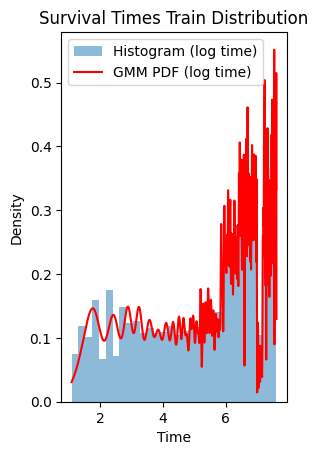 Survival Times Train Distribution
Histogram (log time)
GMM PDF (log time)
0.5
0.4
0.3
0.2
0.1
0.0
Density
2 4 6
Time